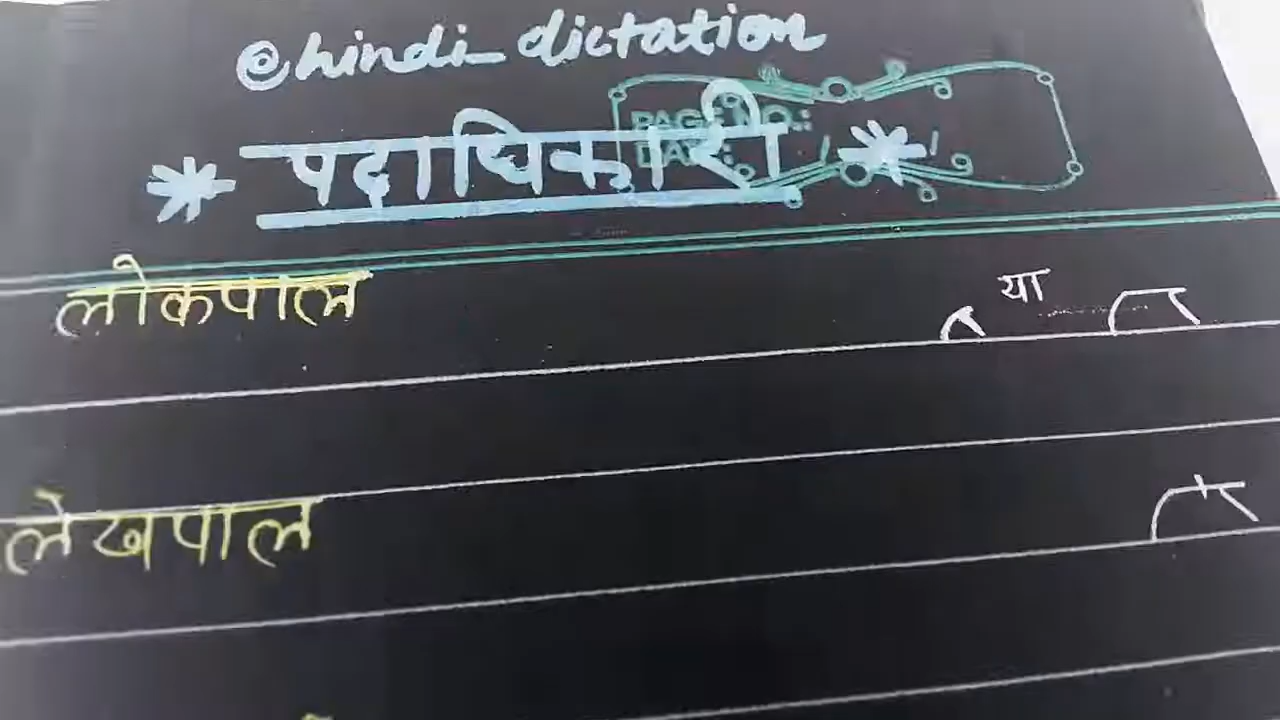 @hindi_dictation
* पदाधिकारी *
PAGE NO.:
DATE:
लोकपाल या
लेखपाल